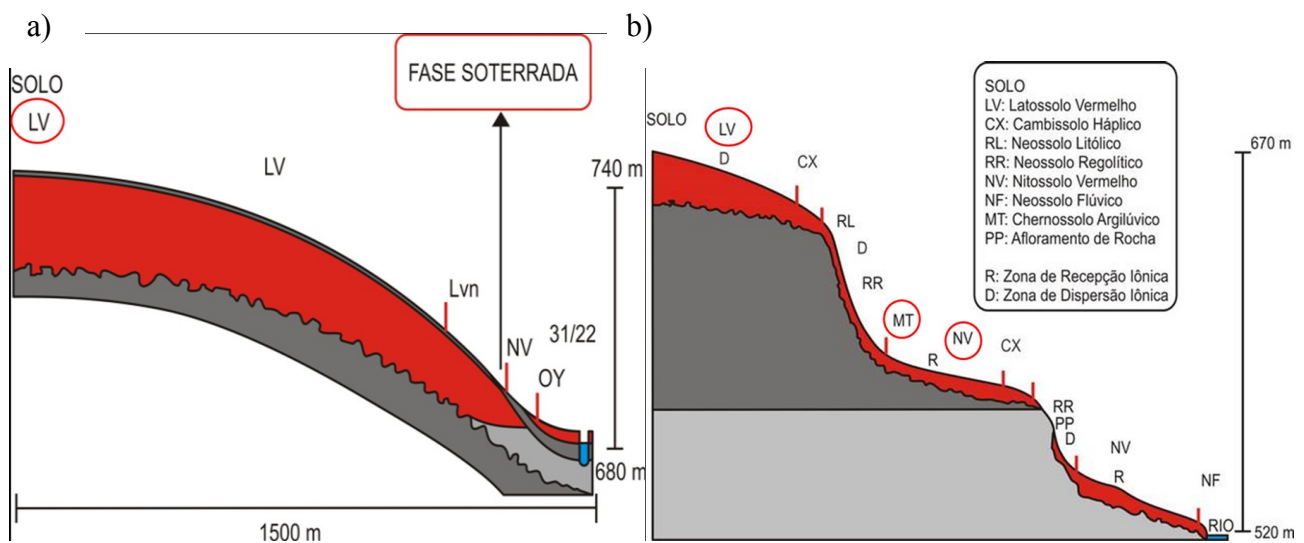 a)
FASE SOTERRADA
SOLO
LV
LV
740 m
Lvn
31/22
NV
OY
680 m
1500 m
b)
SOLO
LV: Latossolo Vermelho
CX: Cambissolo Háplico
RL: Neossolo Litólico
RR: Neossolo Regolítico
NV: Nitossolo Vermelho
NF: Neossolo Flúvico
MT: Chernossolo Argilúvico
PP: Afloramento de Rocha
R: Zona de Recepção Iônica
D: Zona de Dispersão Iônica
SOLO
LV
D
CX
670 m
RL
D
RR
MT
R
NV
CX
RR
PP
D
NV
R
NF
RIO
520 m